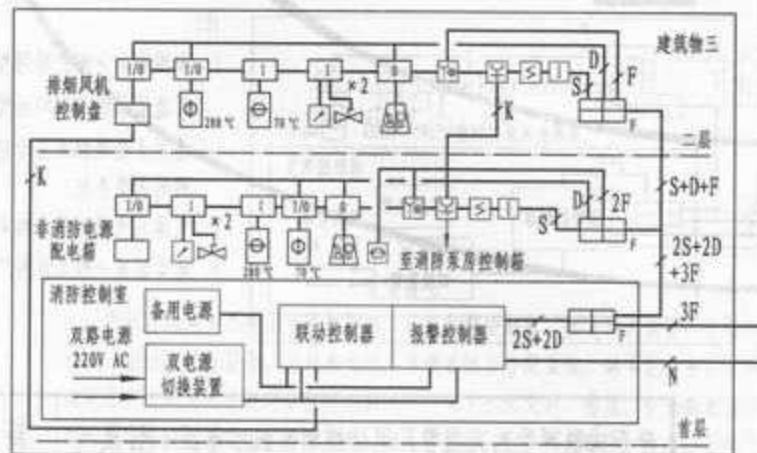 建筑物三
I/O I/O I I O
D
F
S
×2
排烟风机
控制盘
280℃
70℃
K
F
二层
K
S+D+F
I/O I I I/O O
×2
D
2F
S
非消防电源
配电箱
280℃
70℃
F
至消防泵房控制箱
2S+2D
+3F
消防控制室
备用电源
双路电源
220V AC
双电源
切换装置
联动控制器
报警控制器
2S+2D
F
3F
N
首层